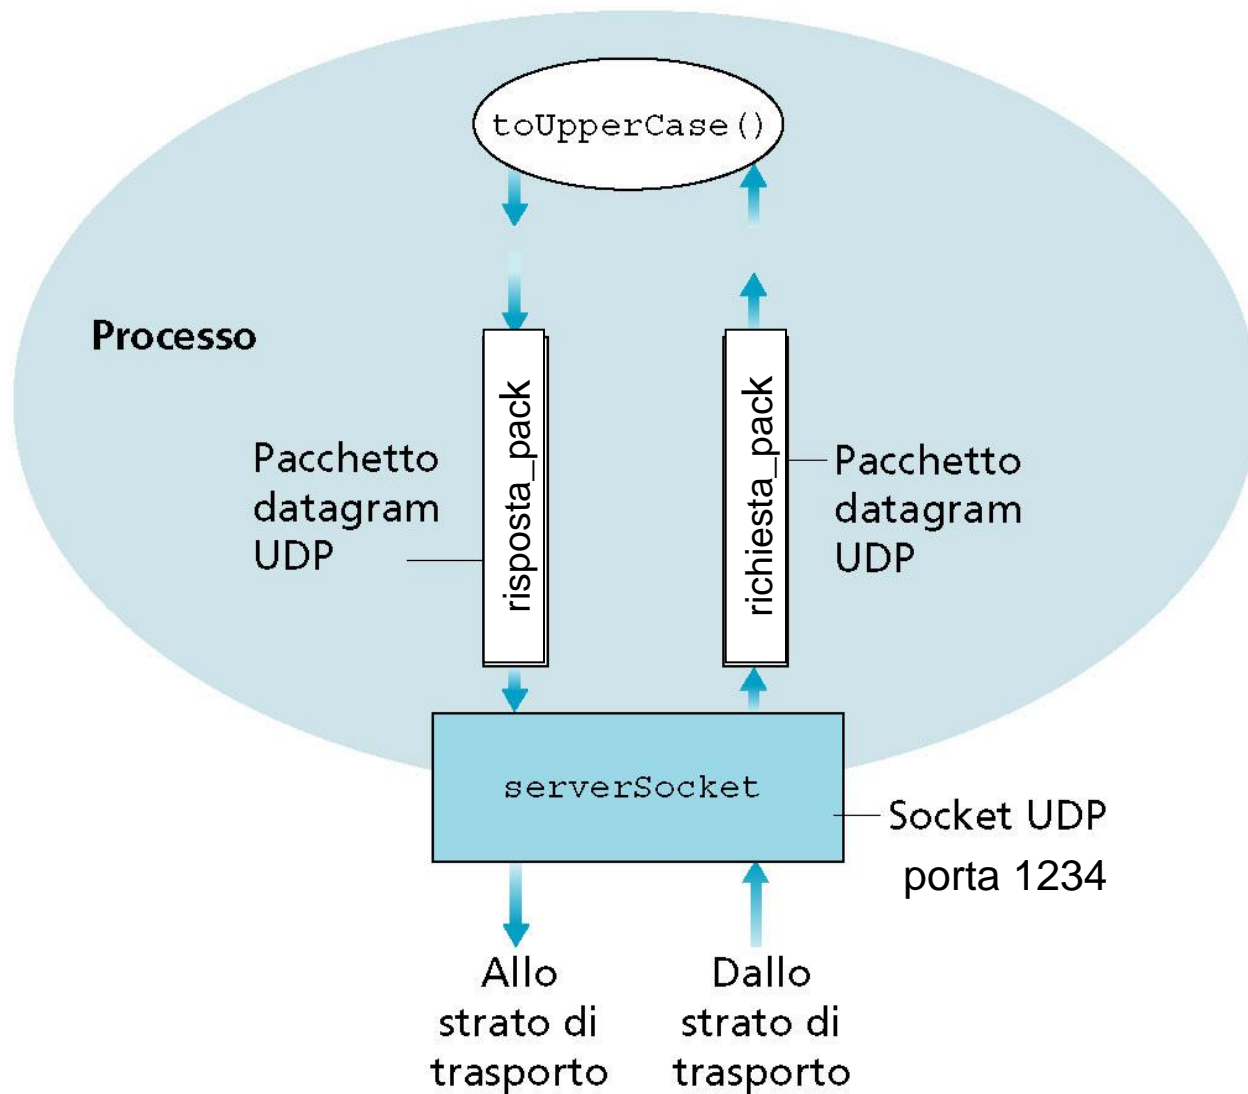 toUpperCase()
Processo
Pacchetto
datagram
UDP
risposta_pack
richiesta_pack
Pacchetto
datagram
UDP
serverSocket
Socket UDP
porta 1234
Allo
strato di
trasporto
Dallo
strato di
trasporto